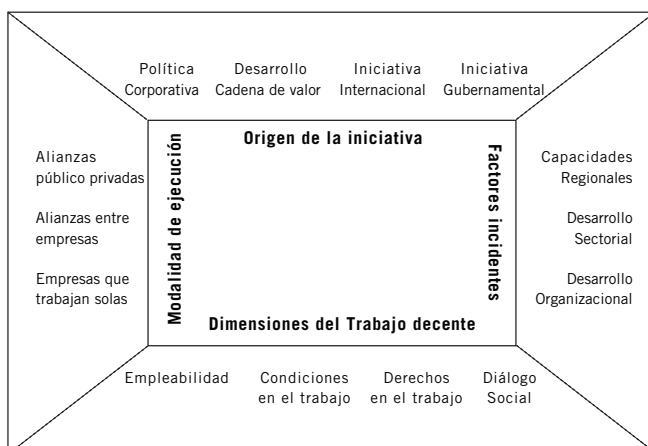 Política
Corporativa
Desarrollo
Cadena de valor
Iniciativa
Internacional
Iniciativa
Gubernamental
Origen de la iniciativa
Alianzas
público privadas
Alianzas entre
empresas
Empresas que
trabajan solas
Modalidad de ejecución
Factores incidentes
Capacidades
Regionales
Desarrollo
Sectorial
Desarrollo
Organizacional
Dimensiones del Trabajo decente
Empleabilidad
Condiciones
en el trabajo
Derechos
en el trabajo
Diálogo
Social